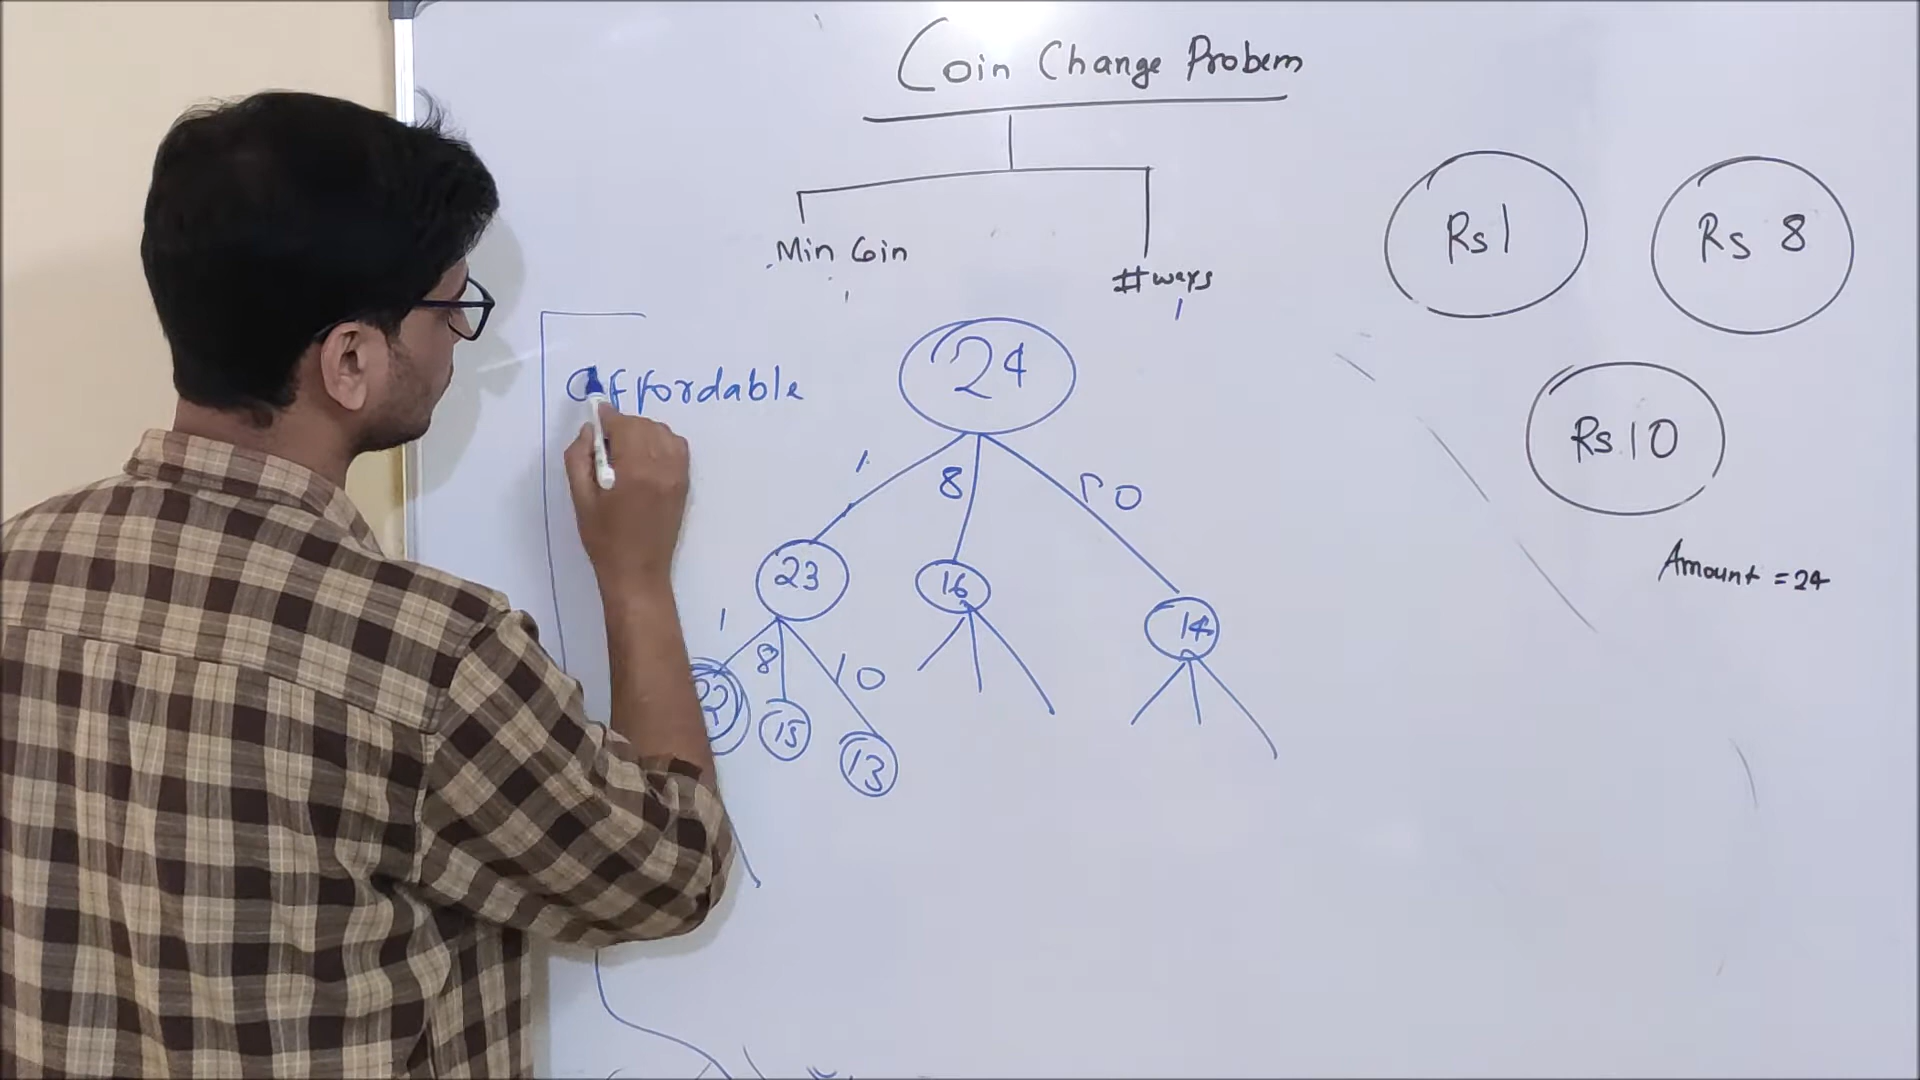 Coin Change Probem
Min Coin
#ways
Rs 1
Rs 8
Rs 10
Amount = 24
affordable
24
1 8 10
23 16 14
1 8 10
22 15 13